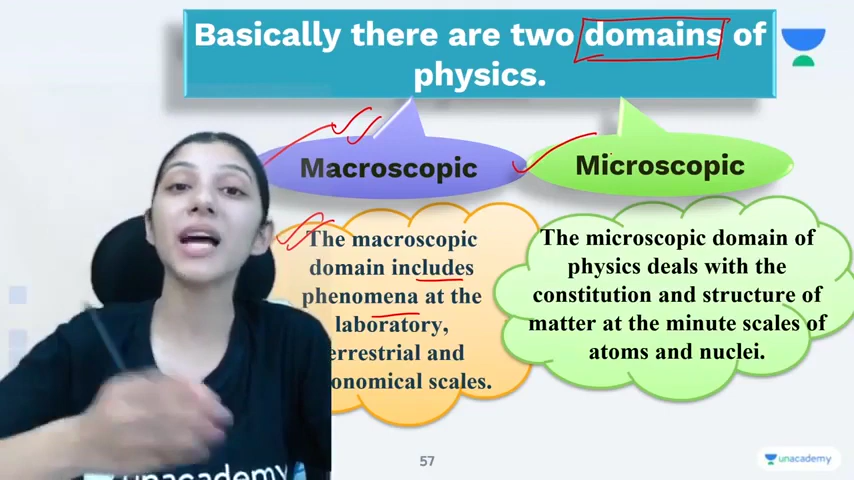 Basically there are two domains of
physics.
Macroscopic
The macroscopic
domain includes
phenomena at the
laboratory,
errestrial and
onomical scales.
Microscopic
The microscopic domain of
physics deals with the
constitution and structure of
matter at the minute scales of
atoms and nuclei.
unacademy
57
unacademy